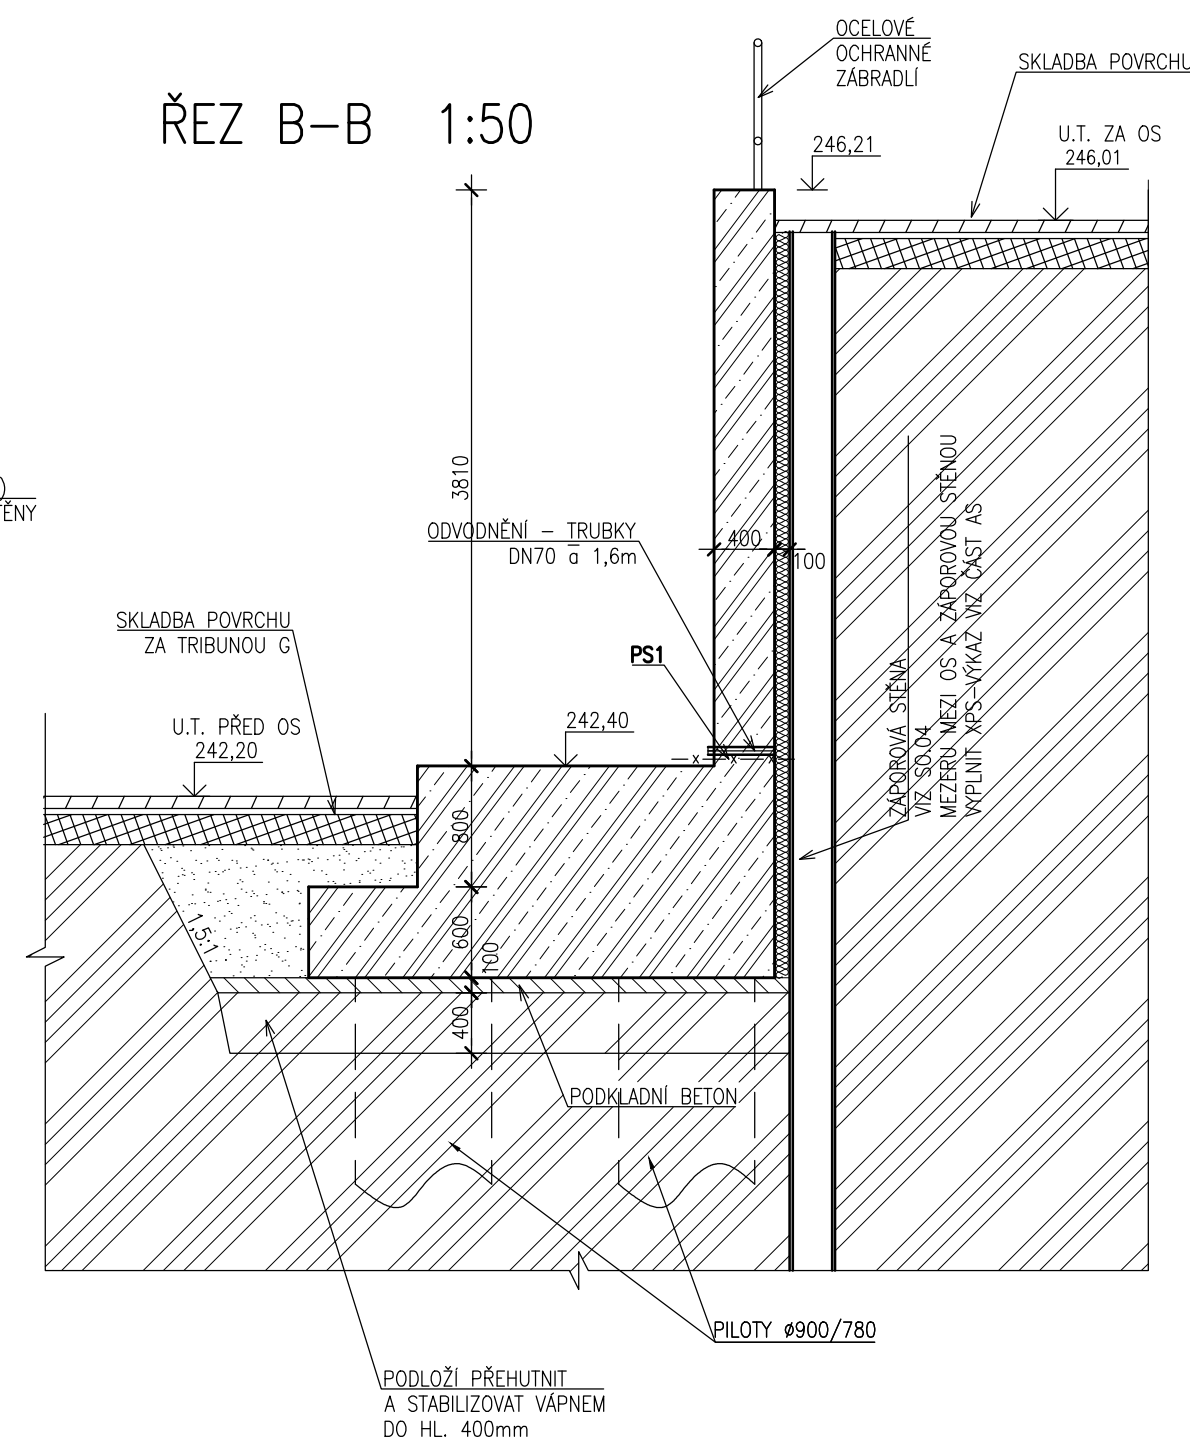 OCELOVÉ
OCHRANNÉ
ZÁBRADLÍ
SKLADBA POVRCHU
ŘEZ B-B 1:50
246,21
U.T. ZA OS
246,01
3810
TĚNY
ODVODNĚNÍ - TRUBKY
DN70 a 1,6m
400
100
SKLADBA POVRCHU
ZA TRIBUNOU G
PS1
U.T. PŘED OS
242,20
242,40
ZÁPOROVÁ STĚNA
VIZ SO.04
MEZERU MEZI OS A ZÁPOROVOU STĚNOU
VYPLNIT XPS-VÝKAZ VIZ ČÁST AS
800
1,5:1
600
100
400
PODKLADNÍ BETON
PILOTY ø900/780
PODLOŽÍ PŘEHUTNIT
A STABILIZOVAT VÁPNEM
DO HL. 400mm